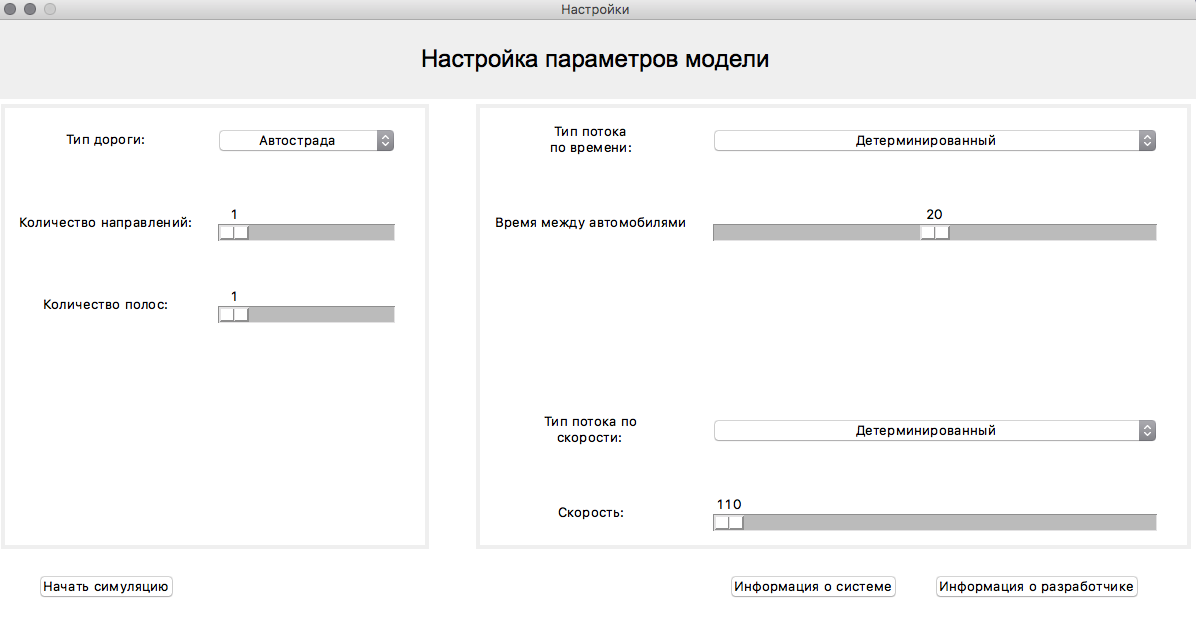 Настройки
Настройка параметров модели
Тип дороги:
Автострада
Количество направлений:
1
Количество полос:
1
Тип потока
по времени:
Детерминированный
Время между автомобилями
20
Тип потока по
скорости:
Детерминированный
Скорость:
110
Начать симуляцию
Информация о системе
Информация о разработчике